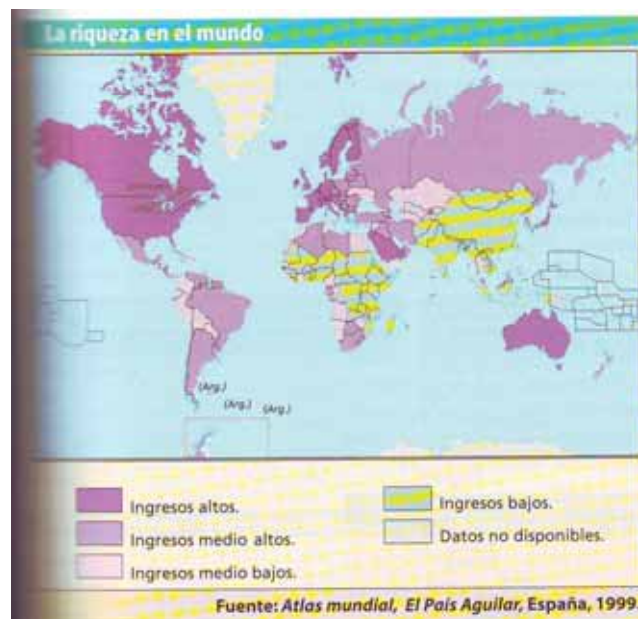 La riqueza en el mundo
(Arg.)
(Arg.)
(Arg.)
Ingresos altos.
Ingresos medio altos.
Ingresos medio bajos.
Ingresos bajos.
Datos no disponibles.
Fuente: Atlas mundial, El País Aguilar, España, 1999.